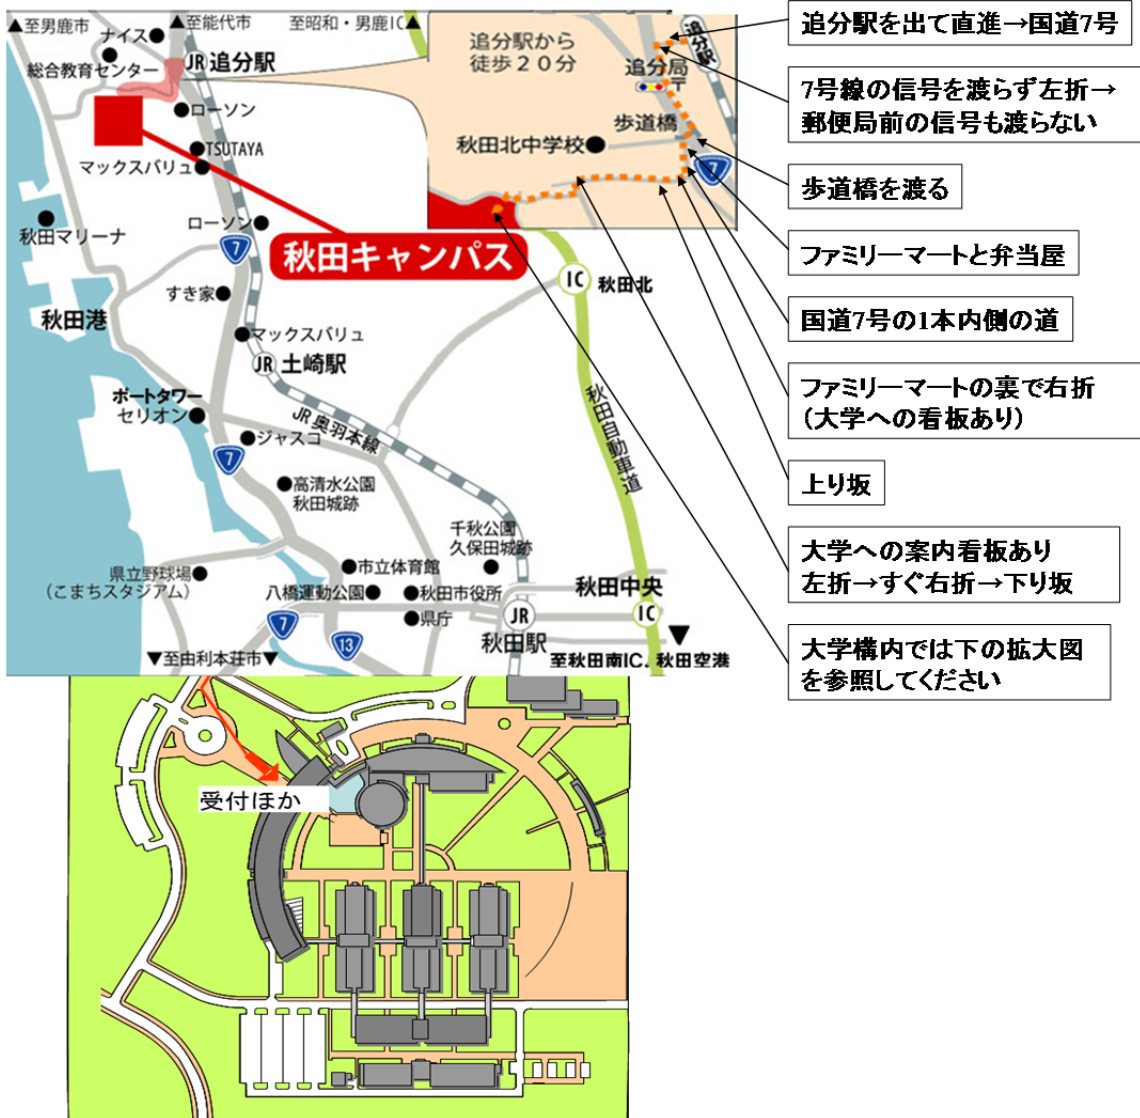 ▲至男鹿市
▲至能代市
至昭和・男鹿IC▲
ナイス
総合教育センター
JR 追分駅
ローソン
TSUTAYA
マックスバリュ
秋田マリーナ
ローソン
7
秋田キャンパス
すき家
秋田港
マックスバリュ
JR 土崎駅
ポートタワー
セリオン
ジャスコ
JR奥羽本線
7
高清水公園
秋田城跡
千秋公園
久保田城跡
市立体育館
県立野球場
(こまちスタジアム)
八橋運動公園
秋田市役所
県庁
7
13
JR
秋田駅
秋田中央
IC
▼至由利本荘市▼
至秋田南IC、秋田空港
IC 秋田北
秋田自動車道
追分駅から
徒歩20分
追分駅
追分局
〒
歩道橋
秋田北中学校
7
追分駅を出て直進→国道7号
7号線の信号を渡らず左折→
郵便局前の信号も渡らない
歩道橋を渡る
ファミリーマートと弁当屋
国道7号の1本内側の道
ファミリーマートの裏で右折
(大学への看板あり)
上り坂
大学への案内看板あり
左折→すぐ右折→下り坂
大学構内では下の拡大図
を参照してください
受付ほか